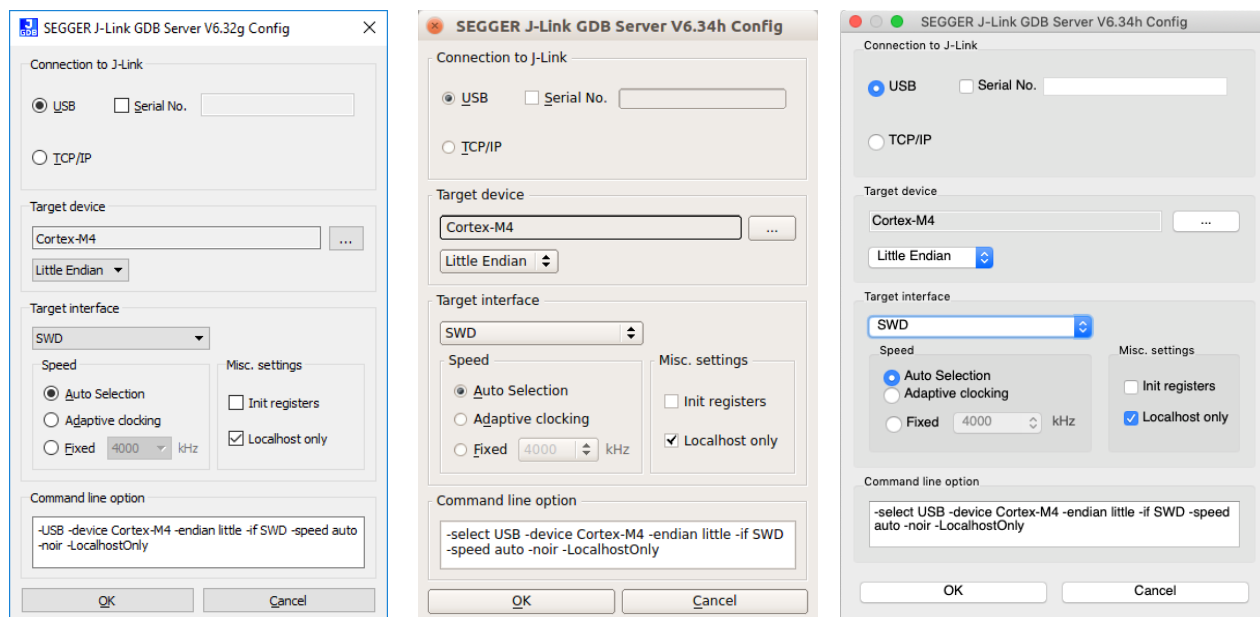 SEGGER J-Link GDB Server V6.32g Config
Connection to J-Link
USB
Serial No.
TCP/IP
Target device
Cortex-M4
...
Little Endian
Target interface
SWD
Speed
Misc. settings
Auto Selection
Init registers
Adaptive clocking
Localhost only
Fixed 4000 kHz
Command line option
-USB -device Cortex-M4 -endian little -if SWD -speed auto
-noir -LocalhostOnly
OK
Cancel
SEGGER J-Link GDB Server V6.34h Config
Connection to J-Link
USB
Serial No.
TCP/IP
Target device
Cortex-M4
...
Little Endian
Target interface
SWD
Speed
Misc. settings
Auto Selection
Init registers
Adaptive clocking
Localhost only
Fixed 4000 kHz
Command line option
-select USB -device Cortex-M4 -endian little -if SWD
-speed auto -noir -LocalhostOnly
OK
Cancel
SEGGER J-Link GDB Server V6.34h Config
Connection to J-Link
USB
Serial No.
TCP/IP
Target device
Cortex-M4
...
Little Endian
Target interface
SWD
Speed
Misc. settings
Auto Selection
Init registers
Adaptive clocking
Localhost only
Fixed 4000 kHz
Command line option
-select USB -device Cortex-M4 -endian little -if SWD -speed
auto -noir -LocalhostOnly
OK
Cancel